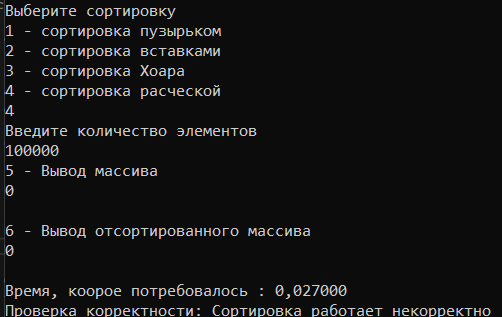 Выберите сортировку
1 - сортировка пузырьком
2 - сортировка вставками
3 - сортировка Хоара
4 - сортировка расческой
4
Введите количество элементов
100000
5 - Вывод массива
0
6 - Вывод отсортированного массива
0
Время, коорое потребовалось : 0,027000
Проверка корректности: Сортировка работает некорректно